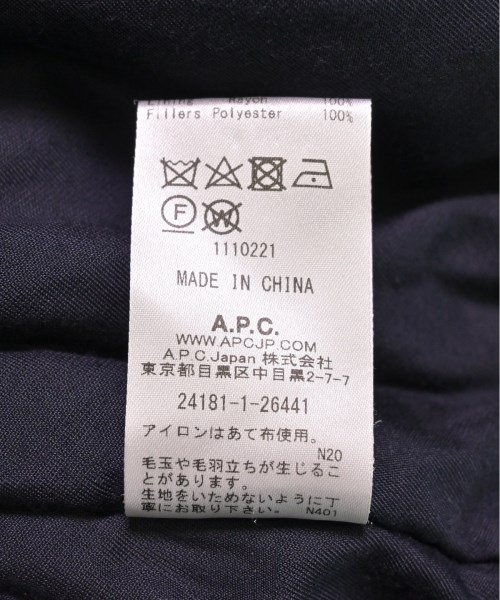 Lining Rayon 100%
Fillers Polyester 100%
F W
1110221
MADE IN CHINA
A.P.C.
WWW.APCJP.COM
A.P.C.Japan 株式会社
東京都目黒区中目黒2-7-7
24181-1-26441
アイロンはあて布使用。
N20
毛玉や毛羽立ちが生じるこ
とがあります。
生地をいためないように丁
寧にお取り下さい。 N401